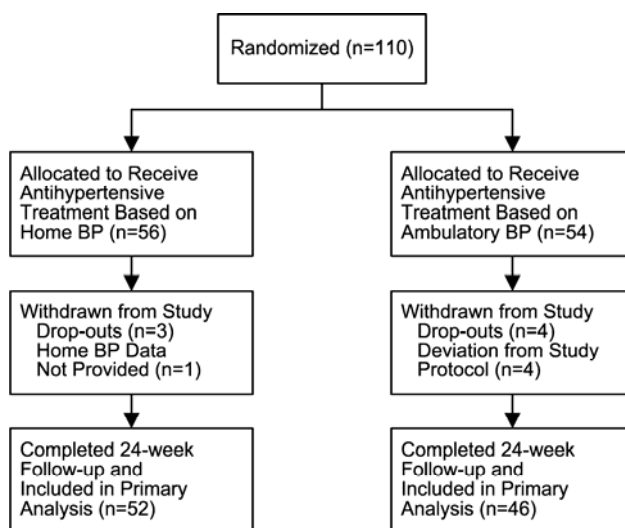 Randomized (n=110)
Allocated to Receive
Antihypertensive
Treatment Based on
Home BP (n=56)
Allocated to Receive
Antihypertensive
Treatment Based on
Ambulatory BP (n=54)
Withdrawn from Study
Drop-outs (n=3)
Home BP Data
Not Provided (n=1)
Withdrawn from Study
Drop-outs (n=4)
Deviation from Study
Protocol (n=4)
Completed 24-week
Follow-up and
Included in Primary
Analysis (n=52)
Completed 24-week
Follow-up and
Included in Primary
Analysis (n=46)